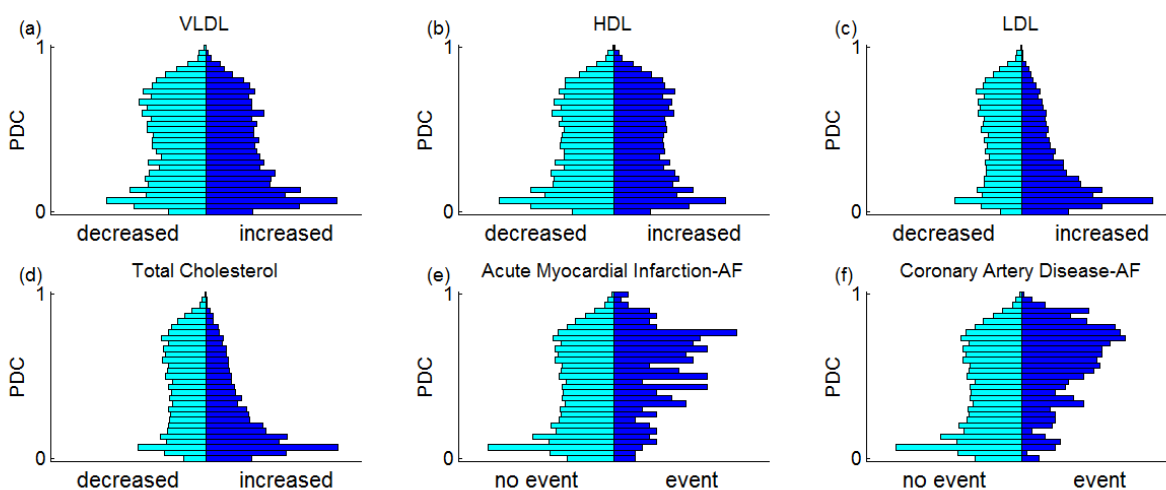 (a) VLDL
1
PDC
0
decreased increased
(b) HDL
1
PDC
0
decreased increased
(c) LDL
1
PDC
0
decreased increased
(d) Total Cholesterol
1
PDC
0
decreased increased
(e) Acute Myocardial Infarction-AF
1
PDC
0
no event event
(f) Coronary Artery Disease-AF
1
PDC
0
no event event